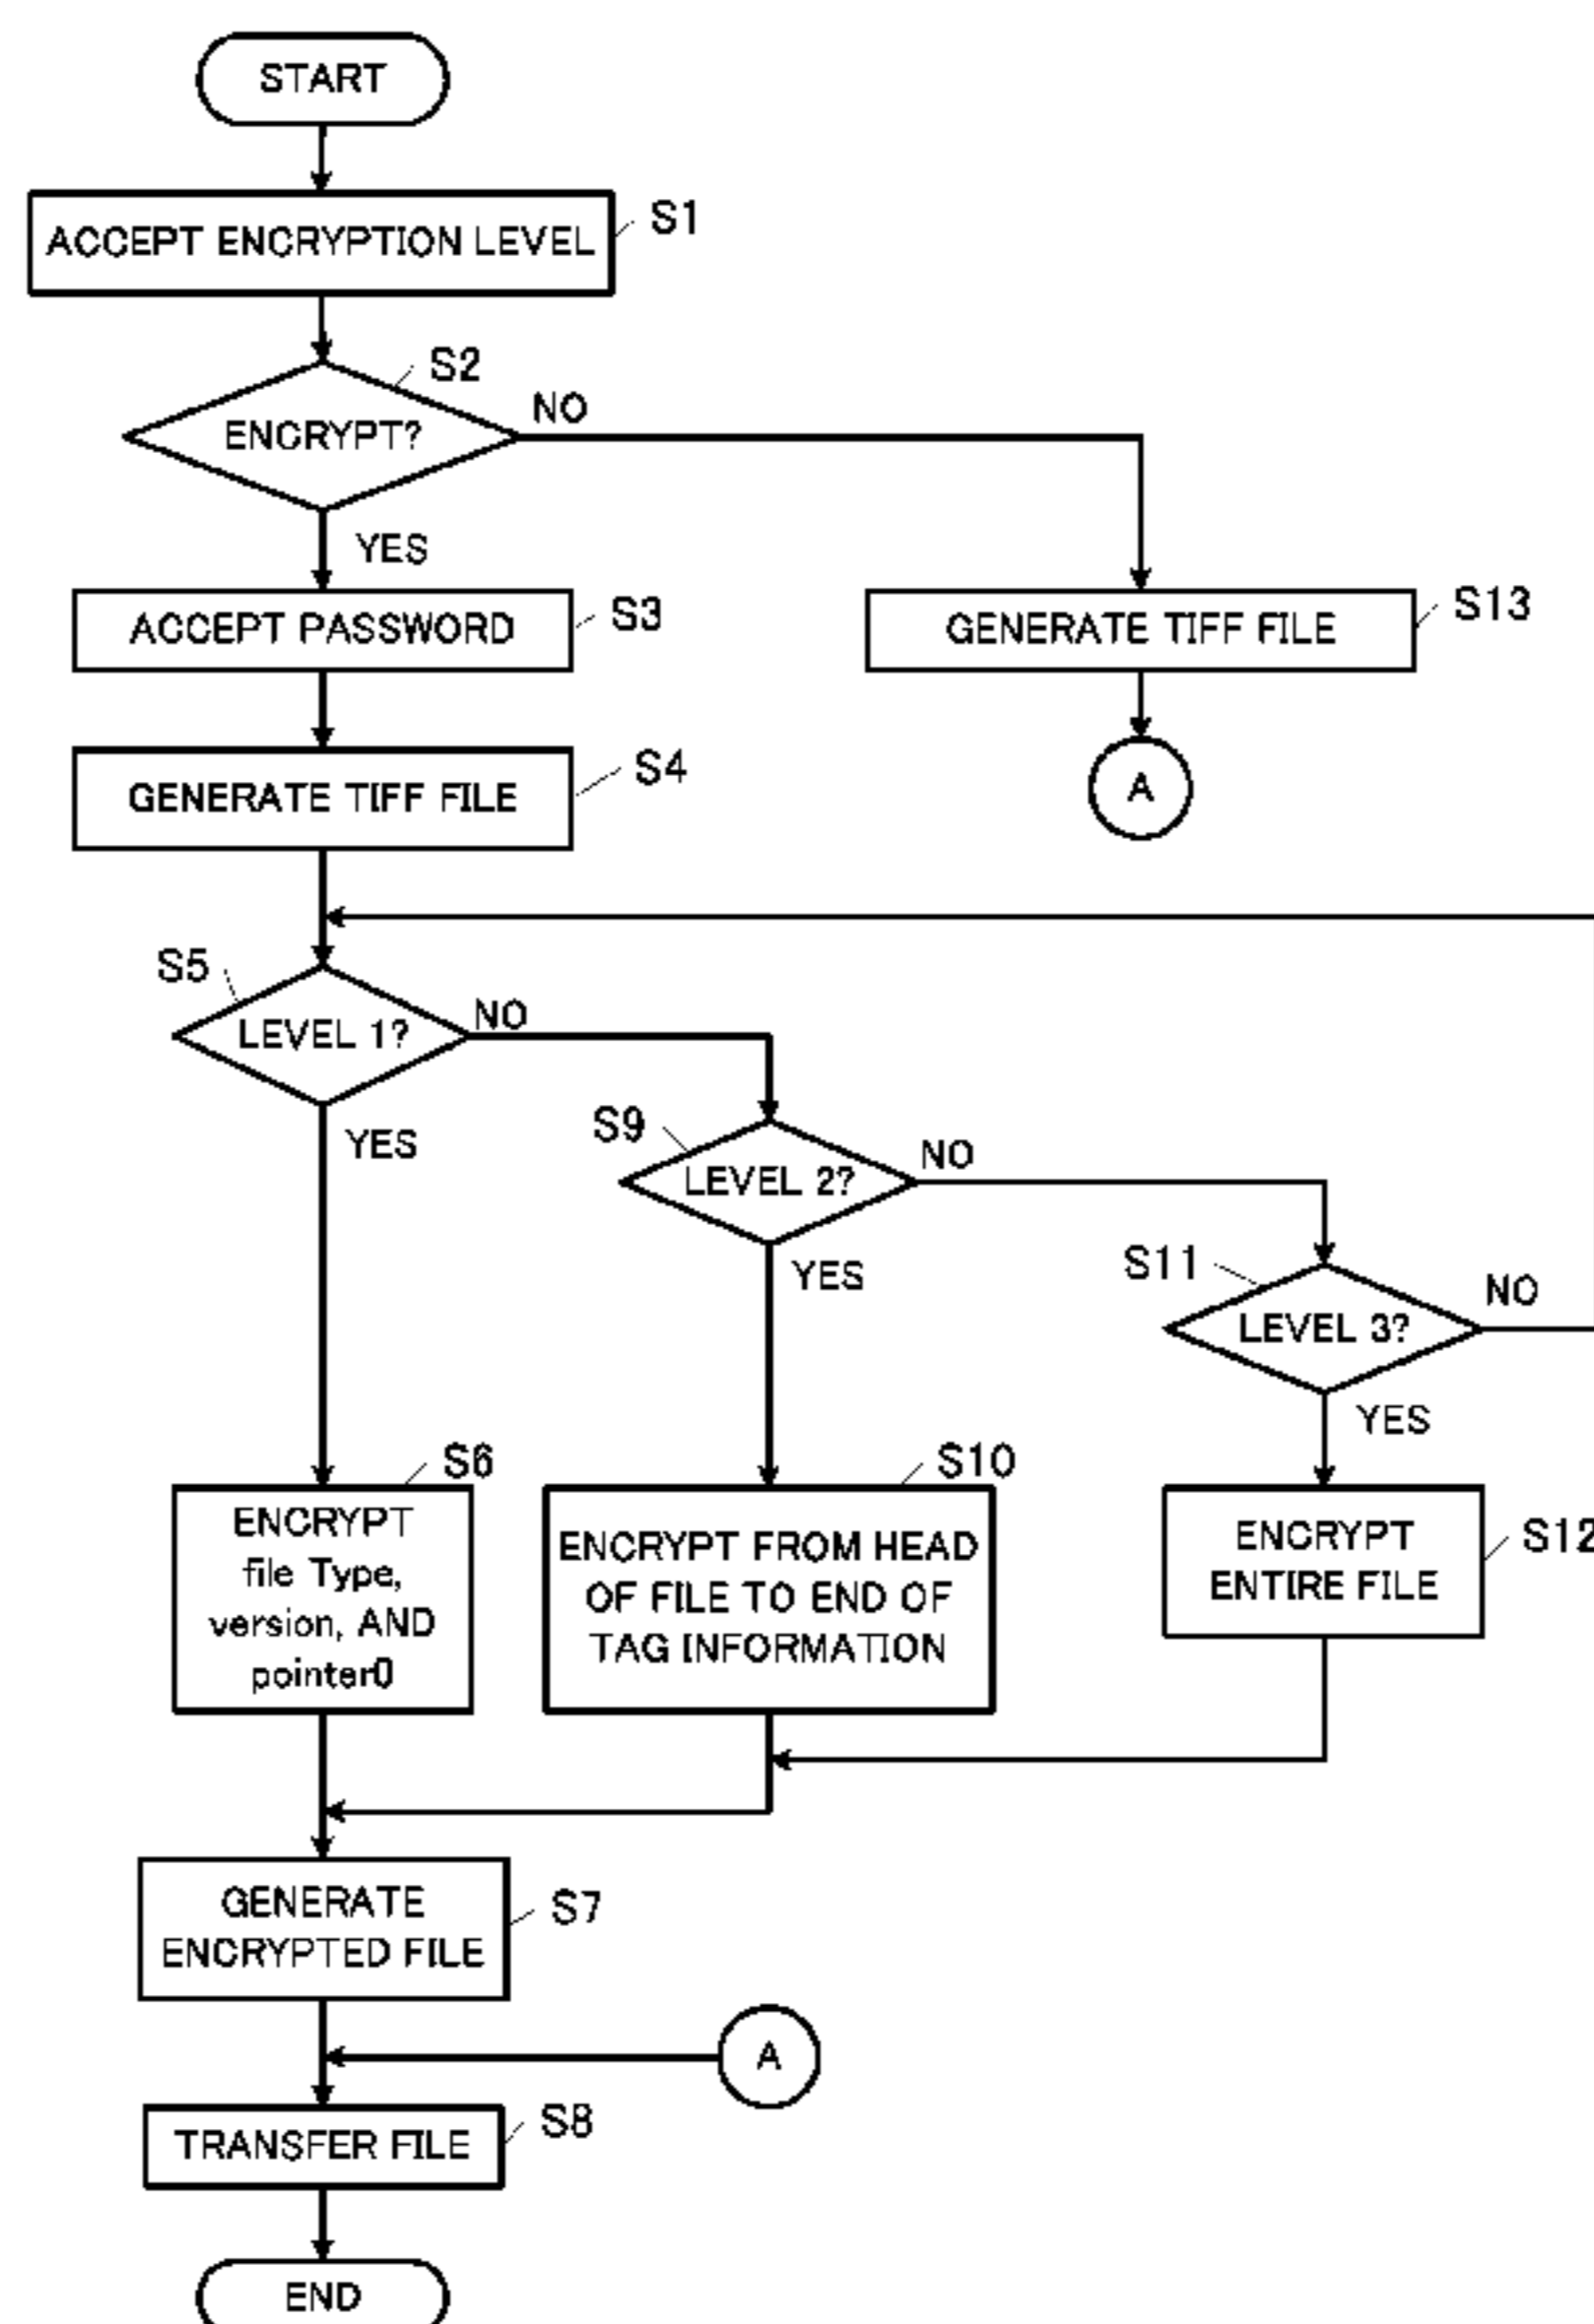 START
ACCEPT ENCRYPTION LEVEL
S1
S2
ENCRYPT?
NO
YES
ACCEPT PASSWORD
S3
GENERATE TIFF FILE
S13
GENERATE TIFF FILE
S4
A
S5
LEVEL 1?
NO
YES
S9
LEVEL 2?
NO
YES
S11
LEVEL 3?
NO
YES
S6
ENCRYPT
file Type,
version, AND
pointer0
S10
ENCRYPT FROM HEAD
OF FILE TO END OF
TAG INFORMATION
ENCRYPT
ENTIRE FILE
S12
GENERATE
ENCRYPTED FILE
S7
A
TRANSFER FILE
S8
END